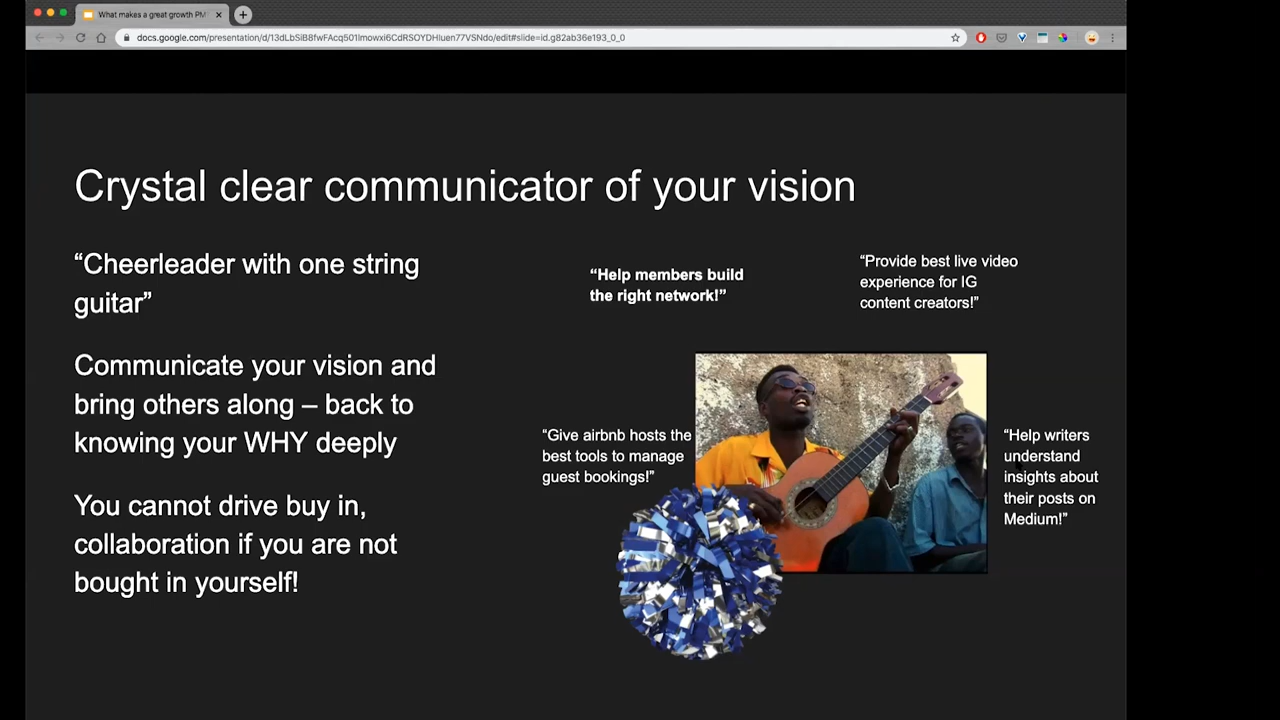 What makes a great growth PM
docs.google.com/presentation/d/13dLbSiB8fwFAcq501lmowxi6CdRSOYDHluen77VSNdo/edit#slide=id.g82ab36e193_0_0
Crystal clear communicator of your vision
“Cheerleader with one string
guitar”
Communicate your vision and
bring others along – back to
knowing your WHY deeply
You cannot drive buy in,
collaboration if you are not
bought in yourself!
“Help members build
the right network!”
“Provide best live video
experience for IG
content creators!”
“Give airbnb hosts the
best tools to manage
guest bookings!”
“Help writers
understand
insights about
their posts on
Medium!”